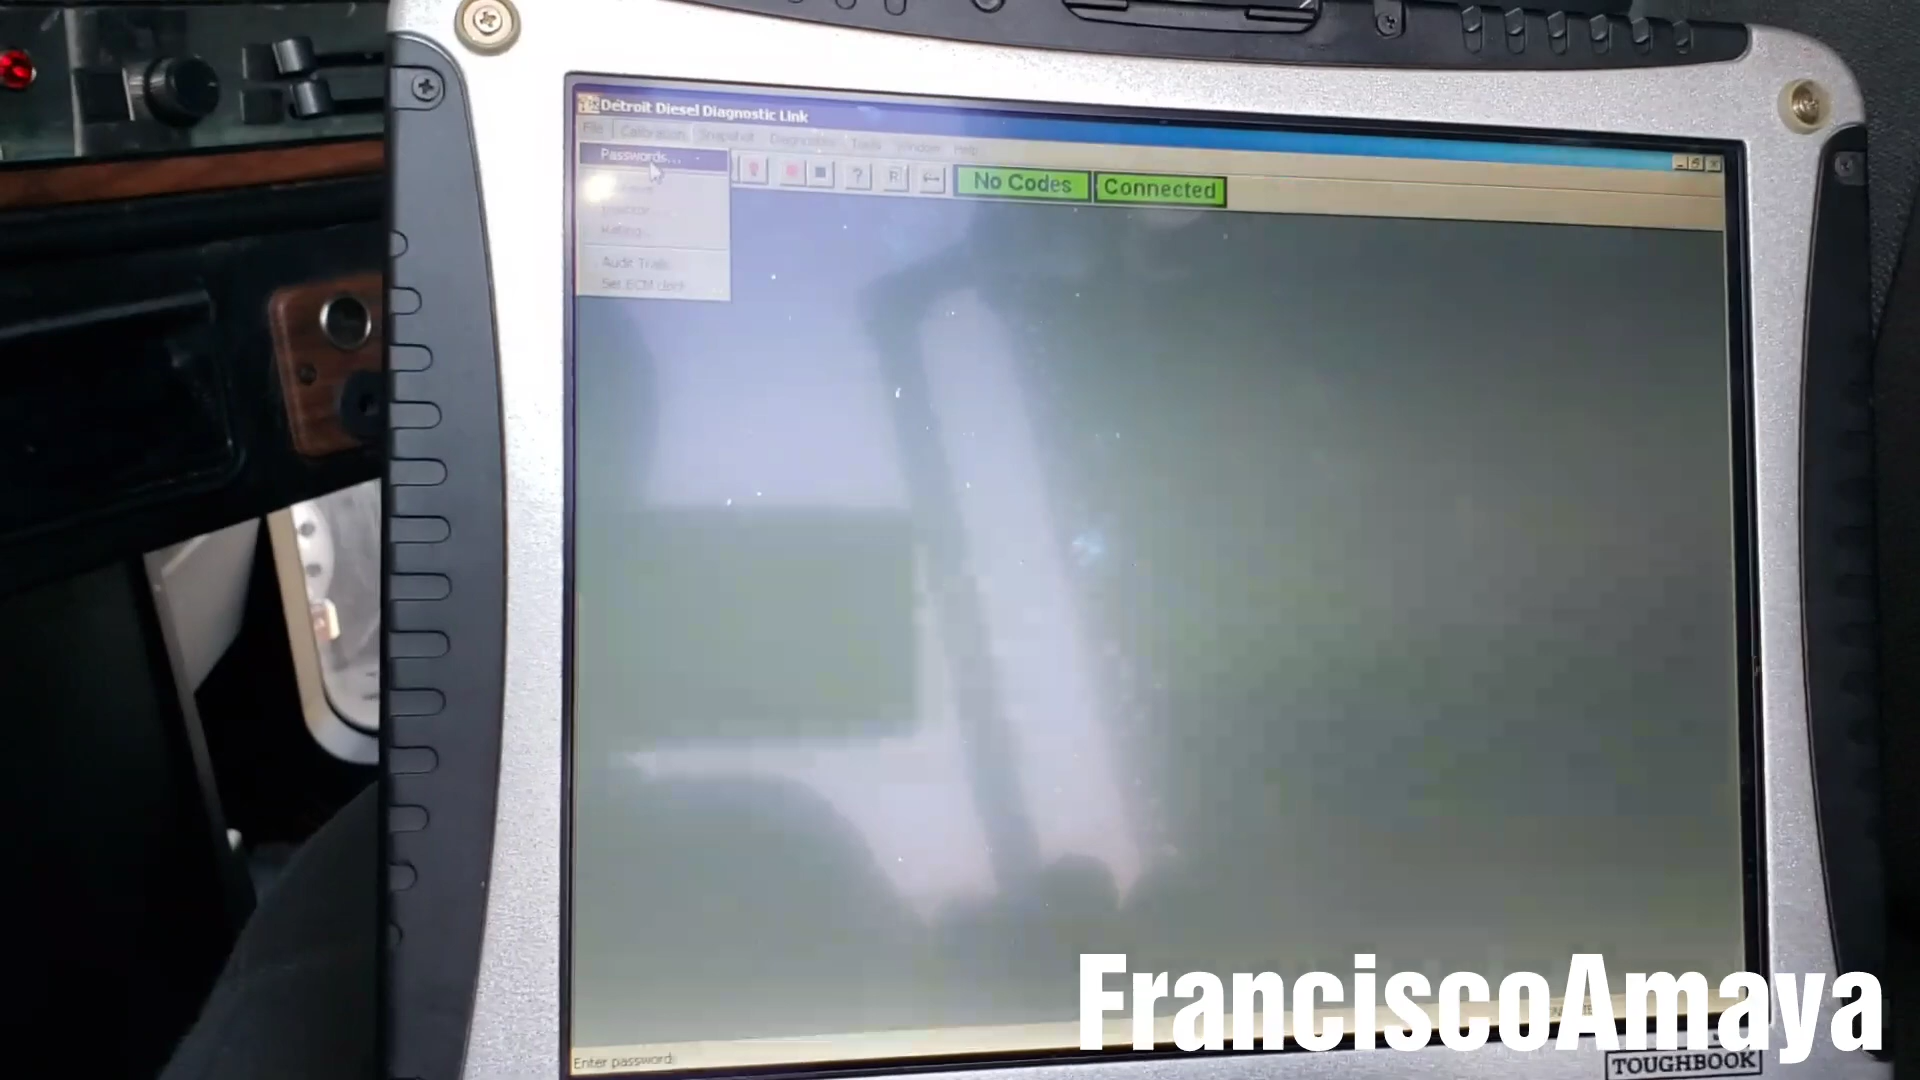 Detroit Diesel Diagnostic Link
File Calibration Snapshot Diagnostics Tools Window Help
Passwords...
? R No Codes Connected
Audit Trails
Set ECM clock
Enter password
FranciscoAmaya
TOUGHBOOK